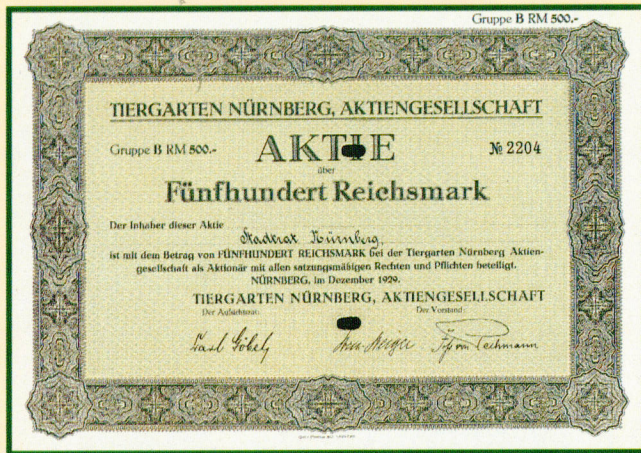 Gruppe B RM 500.-
TIERGARTEN NÜRNBERG, AKTIENGESELLSCHAFT
Gruppe B RM 500.- AKTIE № 2204
über
Fünfhundert Reichsmark
Der Inhaber dieser Aktie Stadtrat Nürnberg,
ist mit dem Betrag von FÜNFHUNDERT REICHSMARK bei der Tiergarten Nürnberg Aktien-
gesellschaft als Aktionär mit allen satzungsmäßigen Rechten und Pflichten beteiligt.
NÜRNBERG, im Dezember 1929.
TIERGARTEN NÜRNBERG, AKTIENGESELLSCHAFT
Der Aufsichtsrat: Der Vorstand: